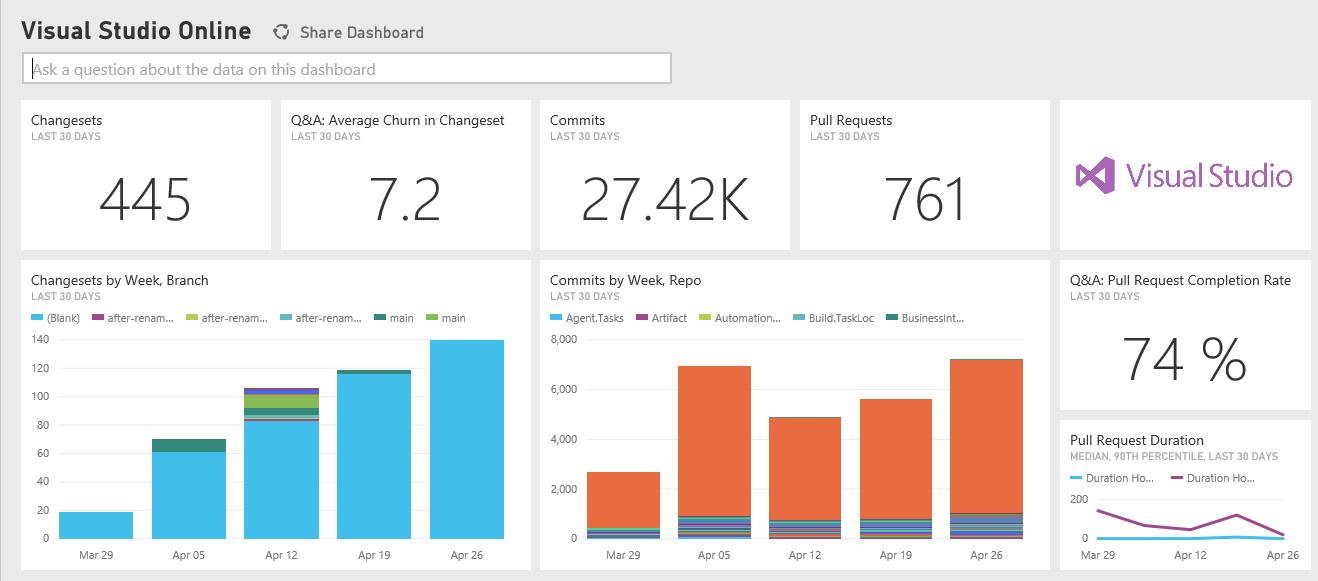 Visual Studio Online Share Dashboard
Ask a question about the data on this dashboard
Changesets
LAST 30 DAYS
445
Q&A: Average Churn in Changeset
LAST 30 DAYS
7.2
Commits
LAST 30 DAYS
27.42K
Pull Requests
LAST 30 DAYS
761
Visual Studio
Changesets by Week, Branch
LAST 30 DAYS
(Blank) after-renam... after-renam... after-renam... main main
140
120
100
80
60
40
20
0
Mar 29 Apr 05 Apr 12 Apr 19 Apr 26
Commits by Week, Repo
LAST 30 DAYS
Agent.Tasks Artifact Automation... Build.TaskLoc BusinessInt...
8,000
6,000
4,000
2,000
0
Mar 29 Apr 05 Apr 12 Apr 19 Apr 26
Q&A: Pull Request Completion Rate
LAST 30 DAYS
74 %
Pull Request Duration
MEDIAN, 90TH PERCENTILE, LAST 30 DAYS
Duration Ho... Duration Ho...
200
0
Mar 29 Apr 12 Apr 26